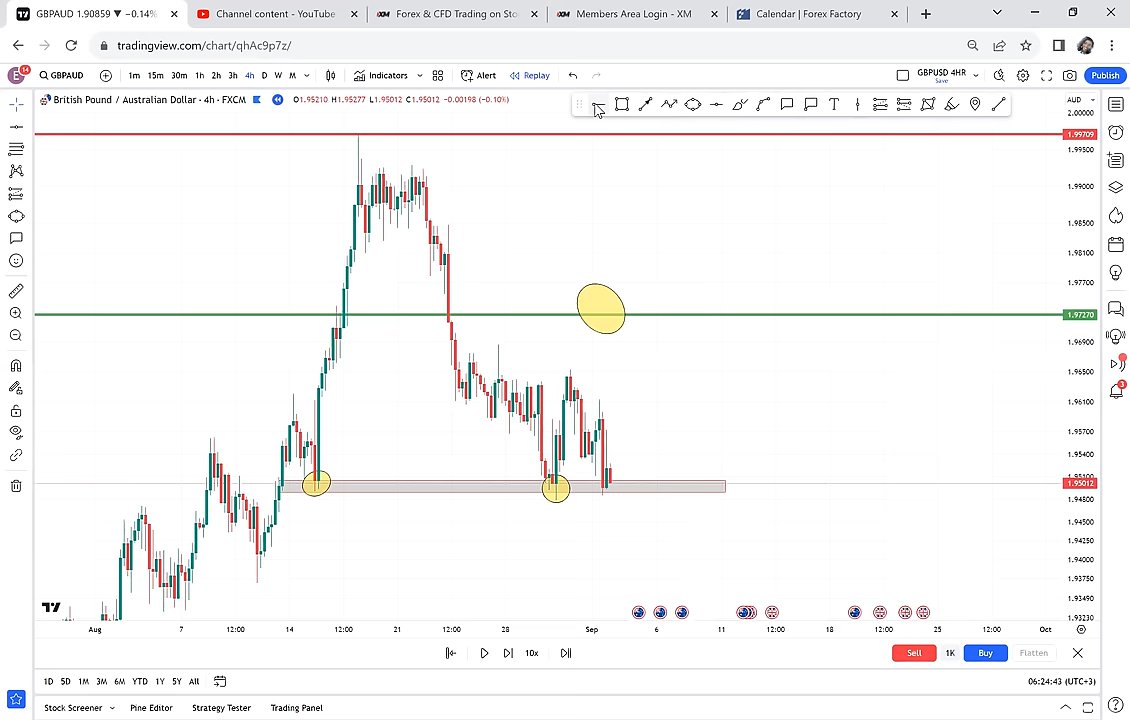 GBPAUD 1.90859 ▼ −0.14%
Channel content - YouTube
Forex & CFD Trading on Sto
Members Area Login - XM
Calendar | Forex Factory
tradingview.com/chart/qhAc9p7z/
E 14 GBPAUD 1m 15m 30m 1h 2h 3h 4h D W M Indicators Alert Replay GBPUSD 4HR Save Publish
British Pound / Australian Dollar · 4h · FXCM O1.95210 H1.95277 L1.95012 C1.95012 −0.00198 (−0.10%)
AUD
2.00000
1.99709
1.99500
1.99000
1.98500
1.98100
1.97700
1.97270
1.96900
1.96500
1.96100
1.95700
1.95400
1.95012
1.94800
1.94500
1.94250
1.94000
1.93750
1.93490
1.93230
3
Aug 7 12:00 14 12:00 21 12:00 28 Sep 6 11 12:00 18 12:00 25 12:00 Oct
10x Sell 1K Buy Flatten
1D 5D 1M 3M 6M YTD 1Y 5Y All 06:24:43 (UTC+3)
Stock Screener Pine Editor Strategy Tester Trading Panel